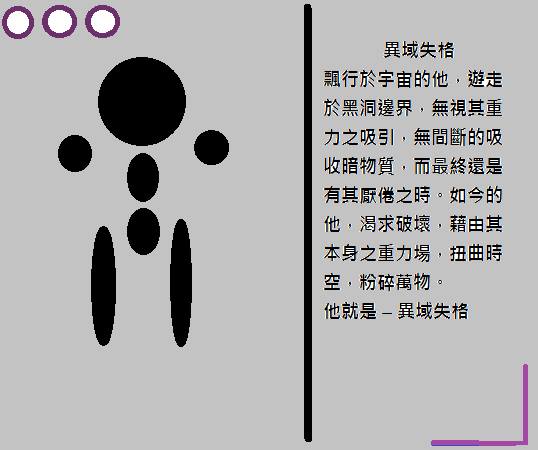 異域失格
飄行於宇宙的他，遊走
於黑洞邊界，無視其重
力之吸引，無間斷的吸
收暗物質，而最終還是
有其厭倦之時。如今的
他，渴求破壞，藉由其
本身之重力場，扭曲時
空，粉碎萬物。
他就是 – 異域失格